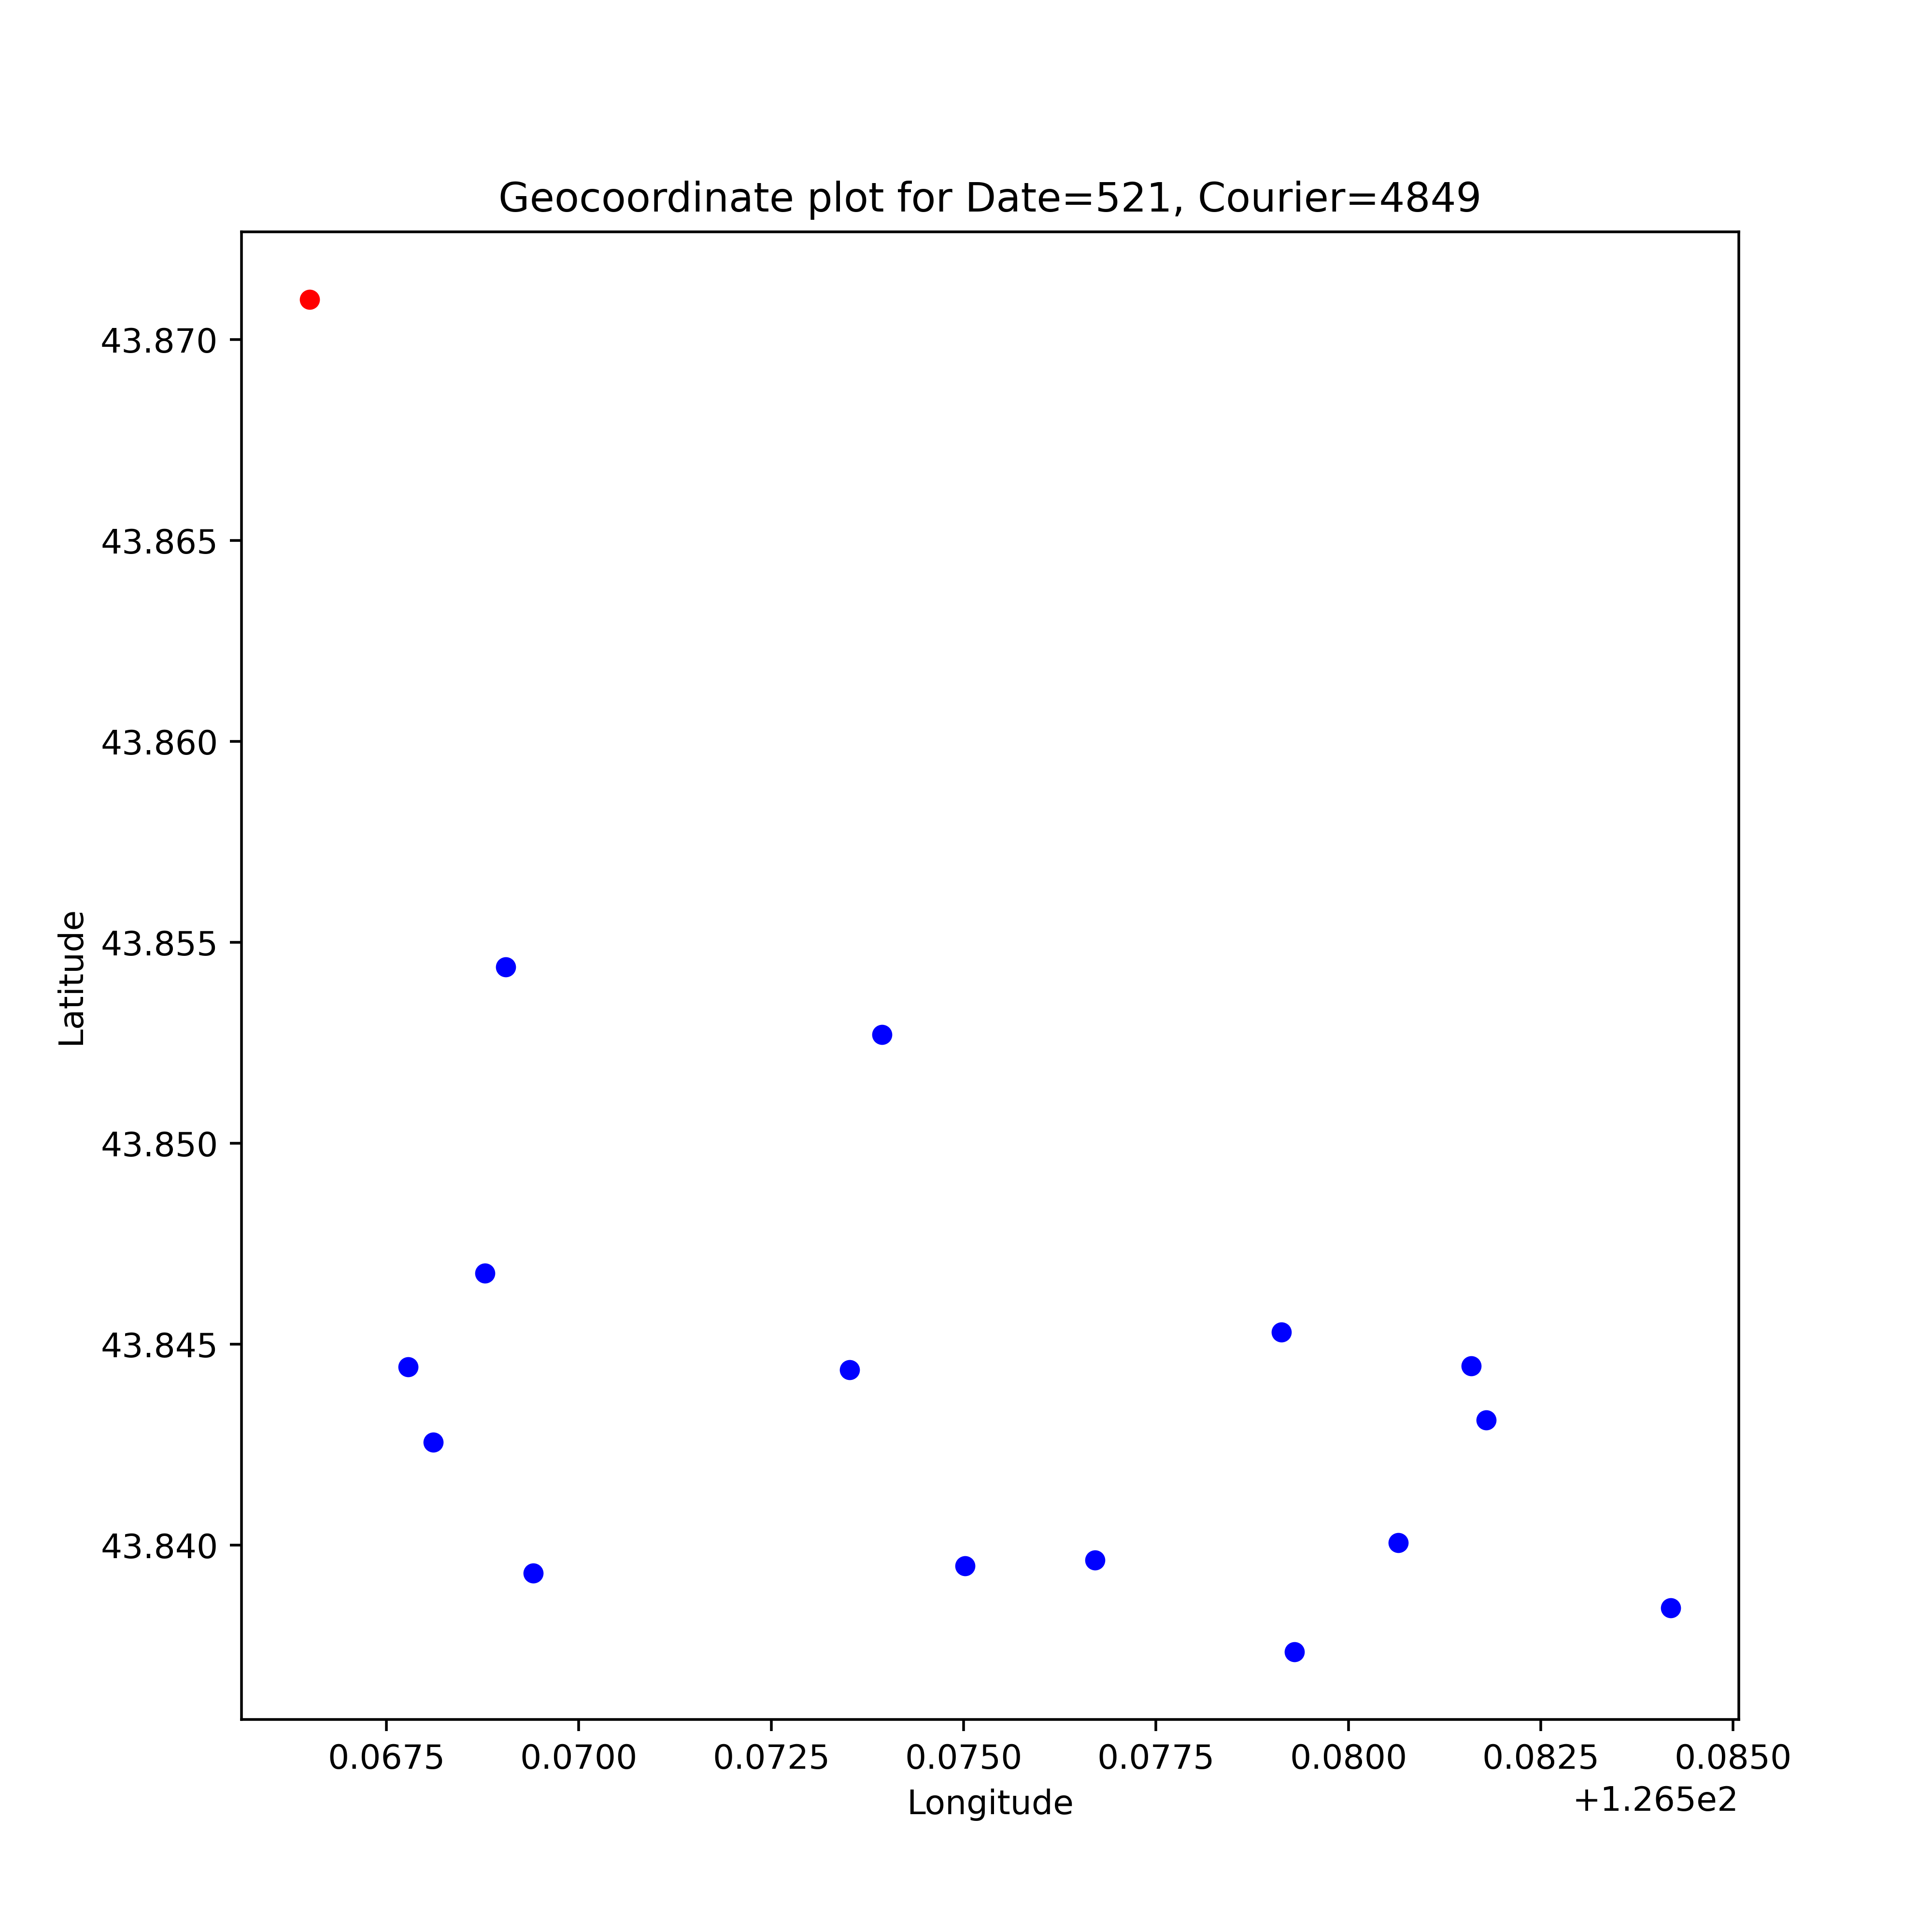 Geocoordinate plot for Date=521, Courier=4849
43.870
43.865
43.860
43.855
43.850
43.845
43.840
Latitude
0.0675 0.0700 0.0725 0.0750 0.0775 0.0800 0.0825 0.0850
+1.265e2
Longitude